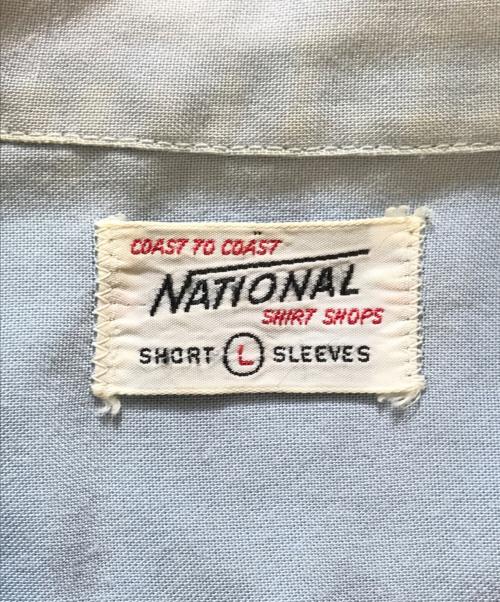 COAST TO COAST
NATIONAL
SHIRT SHOPS
SHORT L SLEEVES